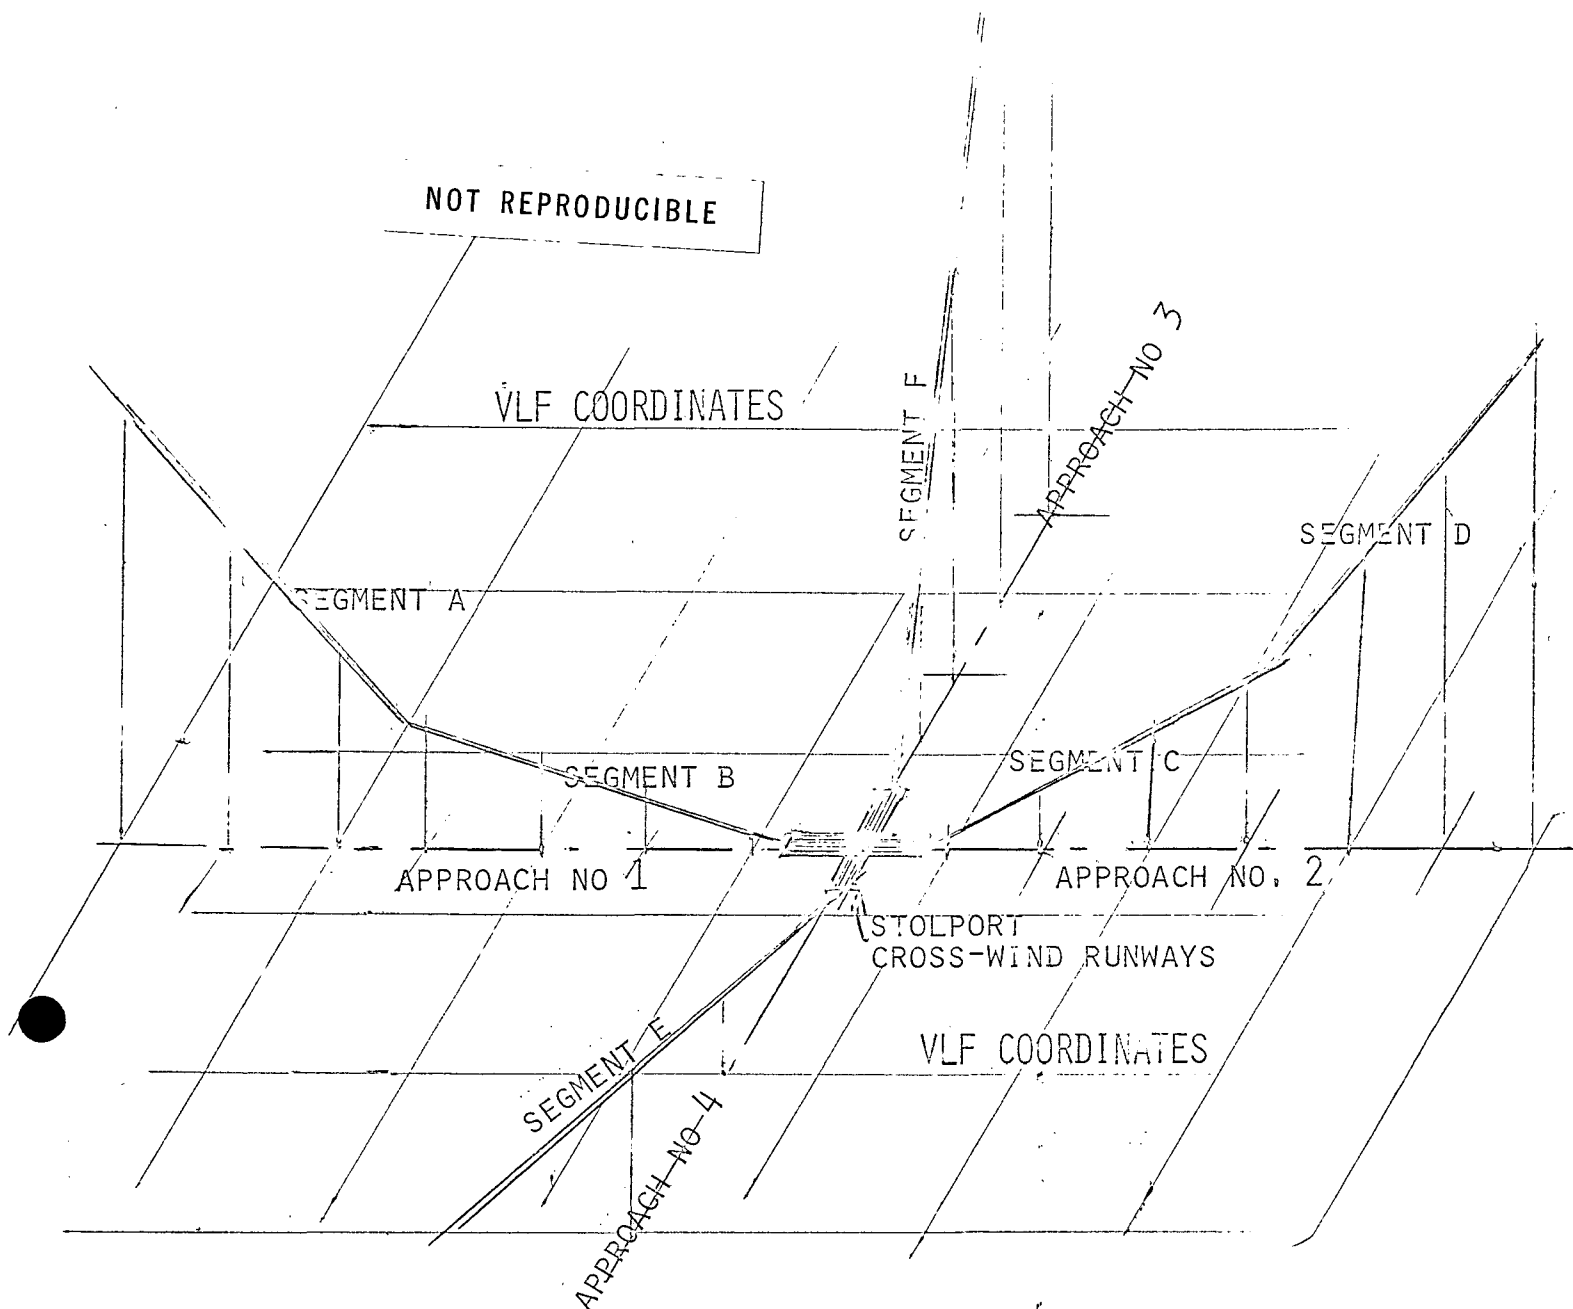 NOT REPRODUCIBLE
APPROACH NO 3
VLF COORDINATES
SEGMENT F
SEGMENT D
SEGMENT A
SEGMENT B
SEGMENT C
APPROACH NO 1
APPROACH NO. 2
STOLPORT
CROSS-WIND RUNWAYS
VLF COORDINATES
SEGMENT E
APPROACH NO 4